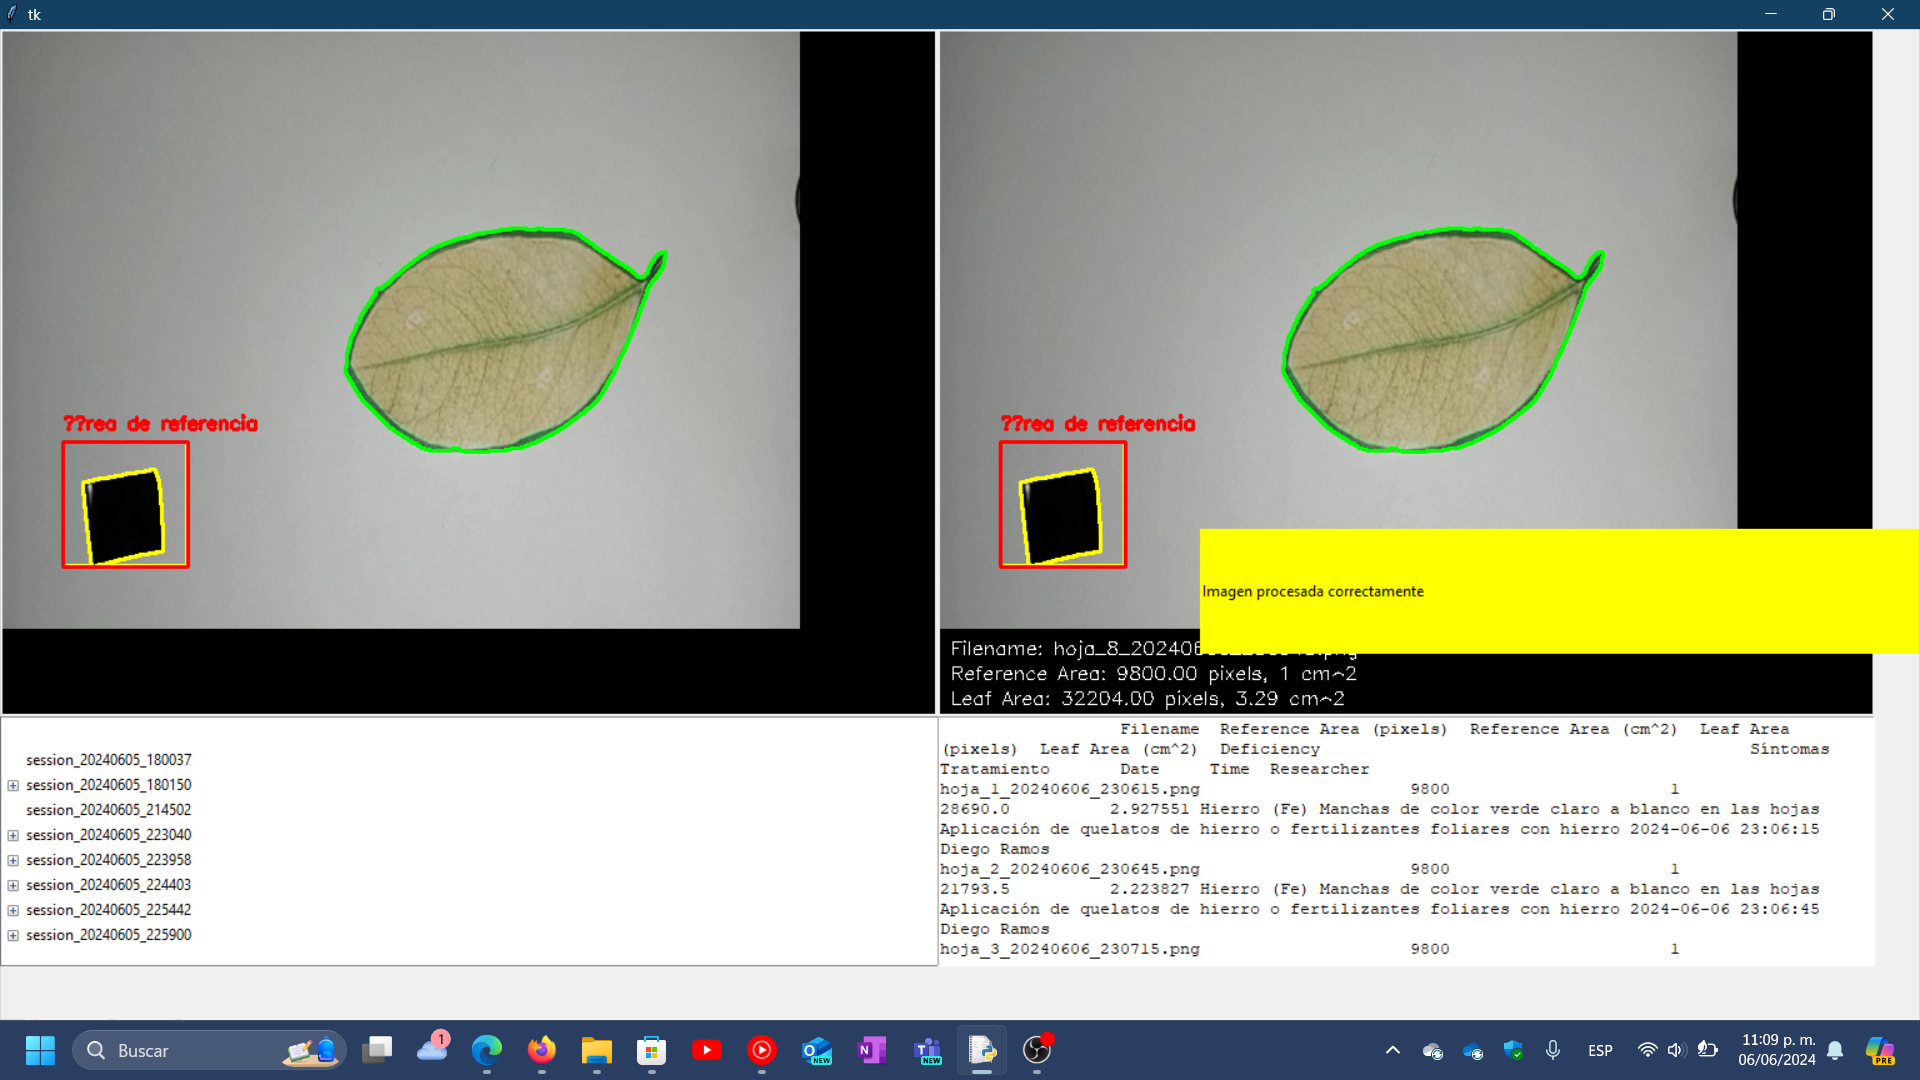 tk
??rea de referencia
??rea de referencia
Imagen procesada correctamente
Filename: hoja_8_20240
Reference Area: 9800.00 pixels, 1 cm^2
Leaf Area: 32204.00 pixels, 3.29 cm^2
session_20240605_180037
session_20240605_180150
session_20240605_214502
session_20240605_223040
session_20240605_223958
session_20240605_224403
session_20240605_225442
session_20240605_225900
Filename Reference Area (pixels) Reference Area (cm^2) Leaf Area
(pixels) Leaf Area (cm^2) Deficiency Síntomas
Tratamiento Date Time Researcher
hoja_1_20240606_230615.png 9800 1
28690.0 2.927551 Hierro (Fe) Manchas de color verde claro a blanco en las hojas
Aplicación de quelatos de hierro o fertilizantes foliares con hierro 2024-06-06 23:06:15
Diego Ramos
hoja_2_20240606_230645.png 9800 1
21793.5 2.223827 Hierro (Fe) Manchas de color verde claro a blanco en las hojas
Aplicación de quelatos de hierro o fertilizantes foliares con hierro 2024-06-06 23:06:45
Diego Ramos
hoja_3_20240606_230715.png 9800 1
Buscar
1
NEW
NEW
ESP
11:09 p. m.
06/06/2024
PRE